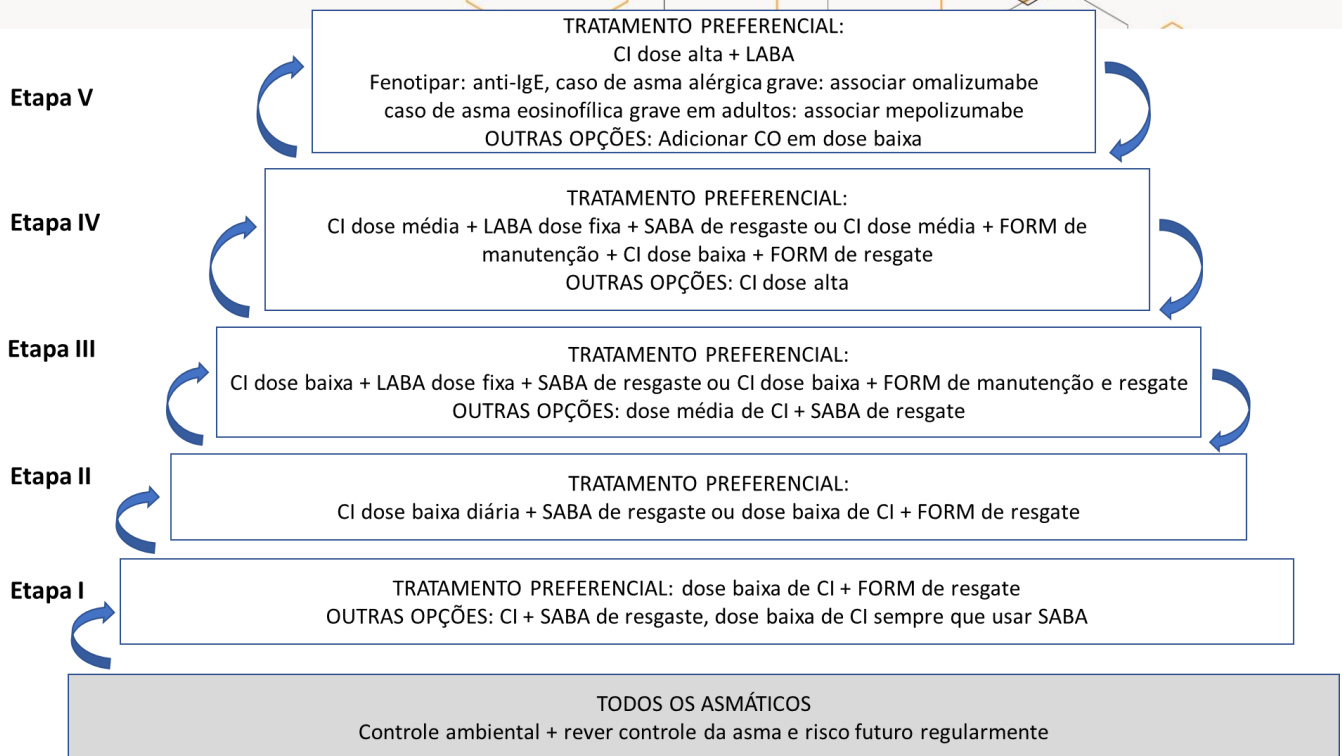 TRATAMENTO PREFERENCIAL:
CI dose alta + LABA
Fenotipar: anti-IgE, caso de asma alérgica grave: associar omalizumabe
caso de asma eosinofílica grave em adultos: associar mepolizumabe
OUTRAS OPÇÕES: Adicionar CO em dose baixa
Etapa V
TRATAMENTO PREFERENCIAL:
CI dose média + LABA dose fixa + SABA de resgaste ou CI dose média + FORM de
manutenção + CI dose baixa + FORM de resgate
OUTRAS OPÇÕES: CI dose alta
Etapa IV
TRATAMENTO PREFERENCIAL:
CI dose baixa + LABA dose fixa + SABA de resgaste ou CI dose baixa + FORM de manutenção e resgate
OUTRAS OPÇÕES: dose média de CI + SABA de resgate
Etapa III
TRATAMENTO PREFERENCIAL:
CI dose baixa diária + SABA de resgaste ou dose baixa de CI + FORM de resgate
Etapa II
TRATAMENTO PREFERENCIAL: dose baixa de CI + FORM de resgate
OUTRAS OPÇÕES: CI + SABA de resgaste, dose baixa de CI sempre que usar SABA
Etapa I
TODOS OS ASMÁTICOS
Controle ambiental + rever controle da asma e risco futuro regularmente